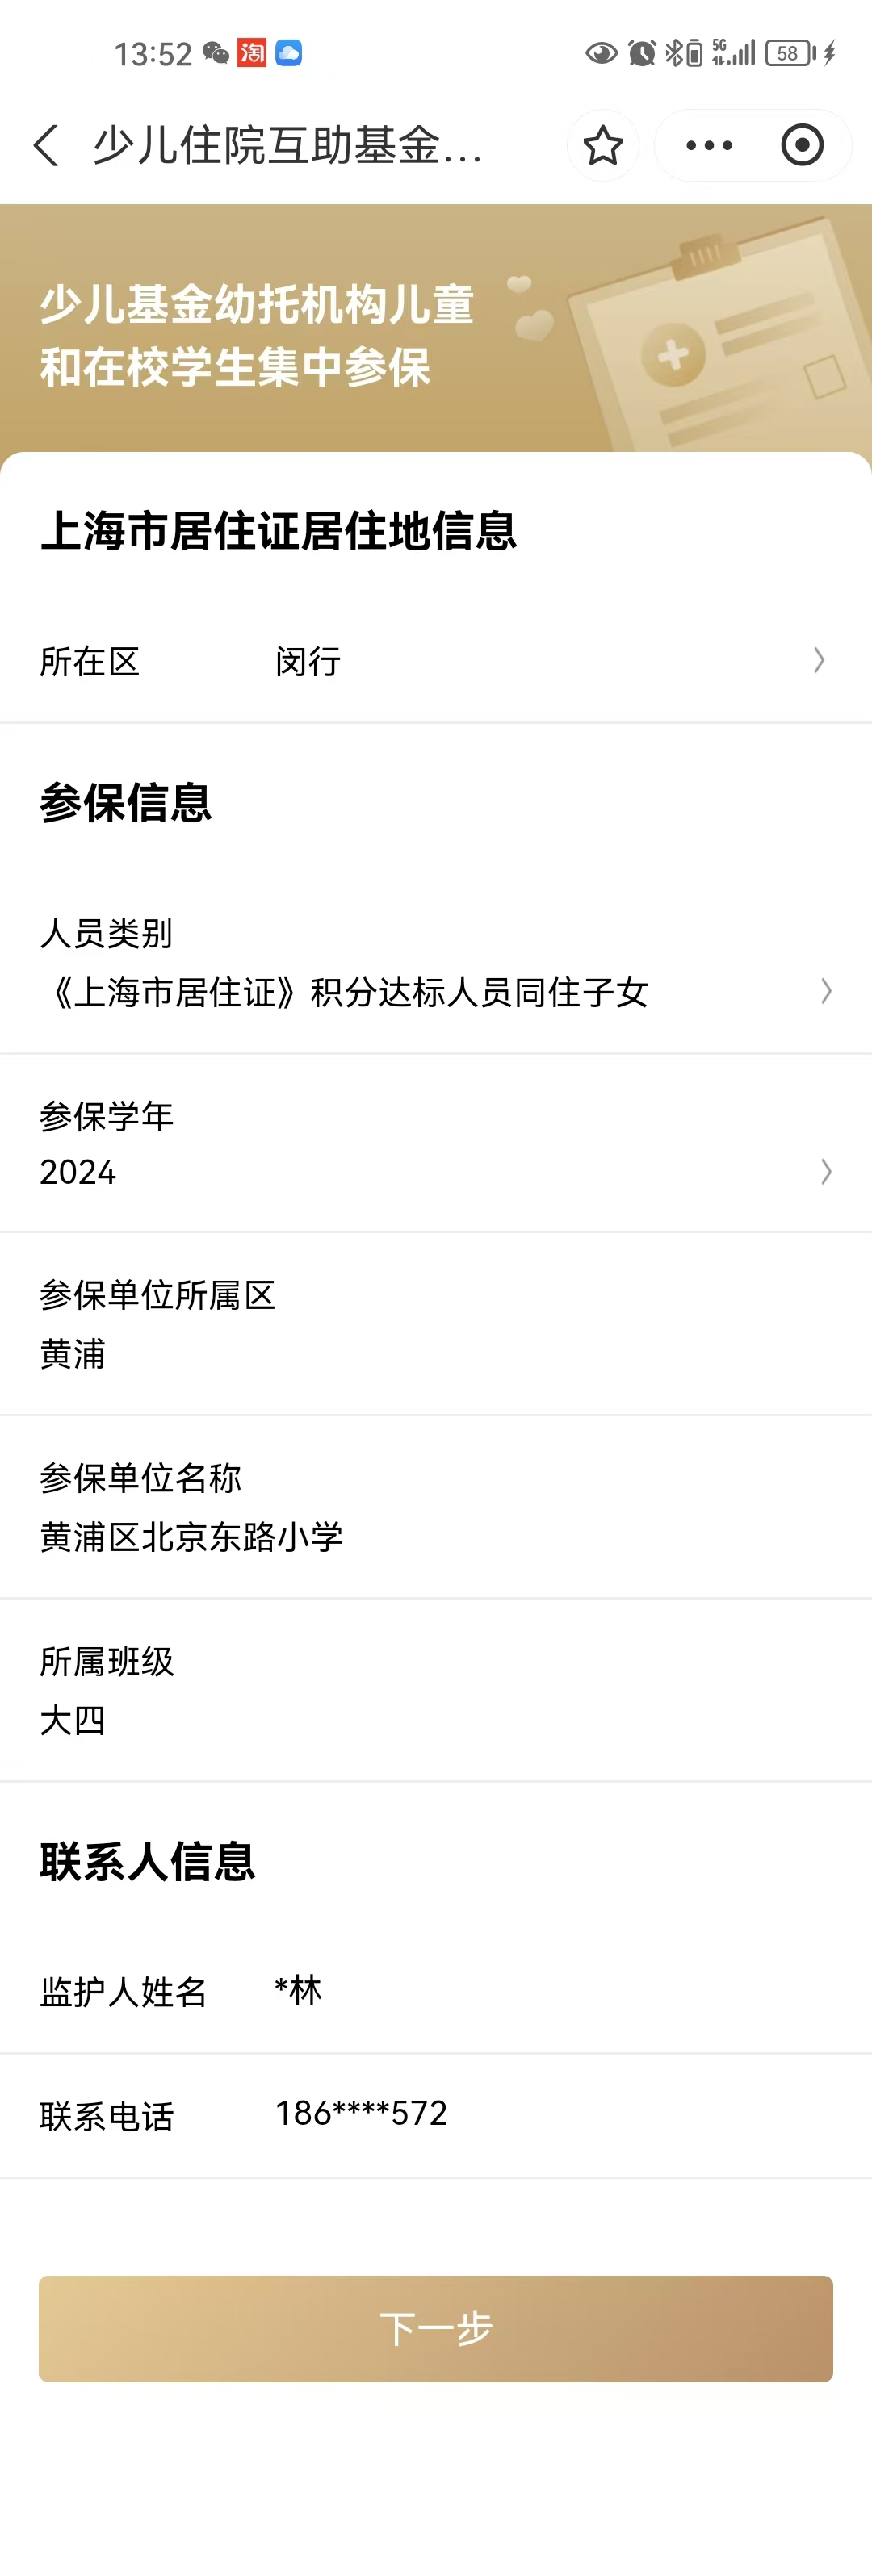 13:52 淘 5G 58
少儿住院互助基金...
少儿基金幼托机构儿童
和在校学生集中参保
上海市居住证居住地信息
所在区 闵行
参保信息
人员类别
《上海市居住证》积分达标人员同住子女
参保学年
2024
参保单位所属区
黄浦
参保单位名称
黄浦区北京东路小学
所属班级
大四
联系人信息
监护人姓名 *林
联系电话 186****572
下一步